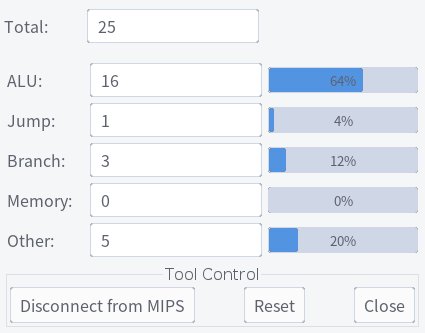 Total: 25
ALU: 16 64%
Jump: 1 4%
Branch: 3 12%
Memory: 0 0%
Other: 5 20%
Tool Control
Disconnect from MIPS Reset Close